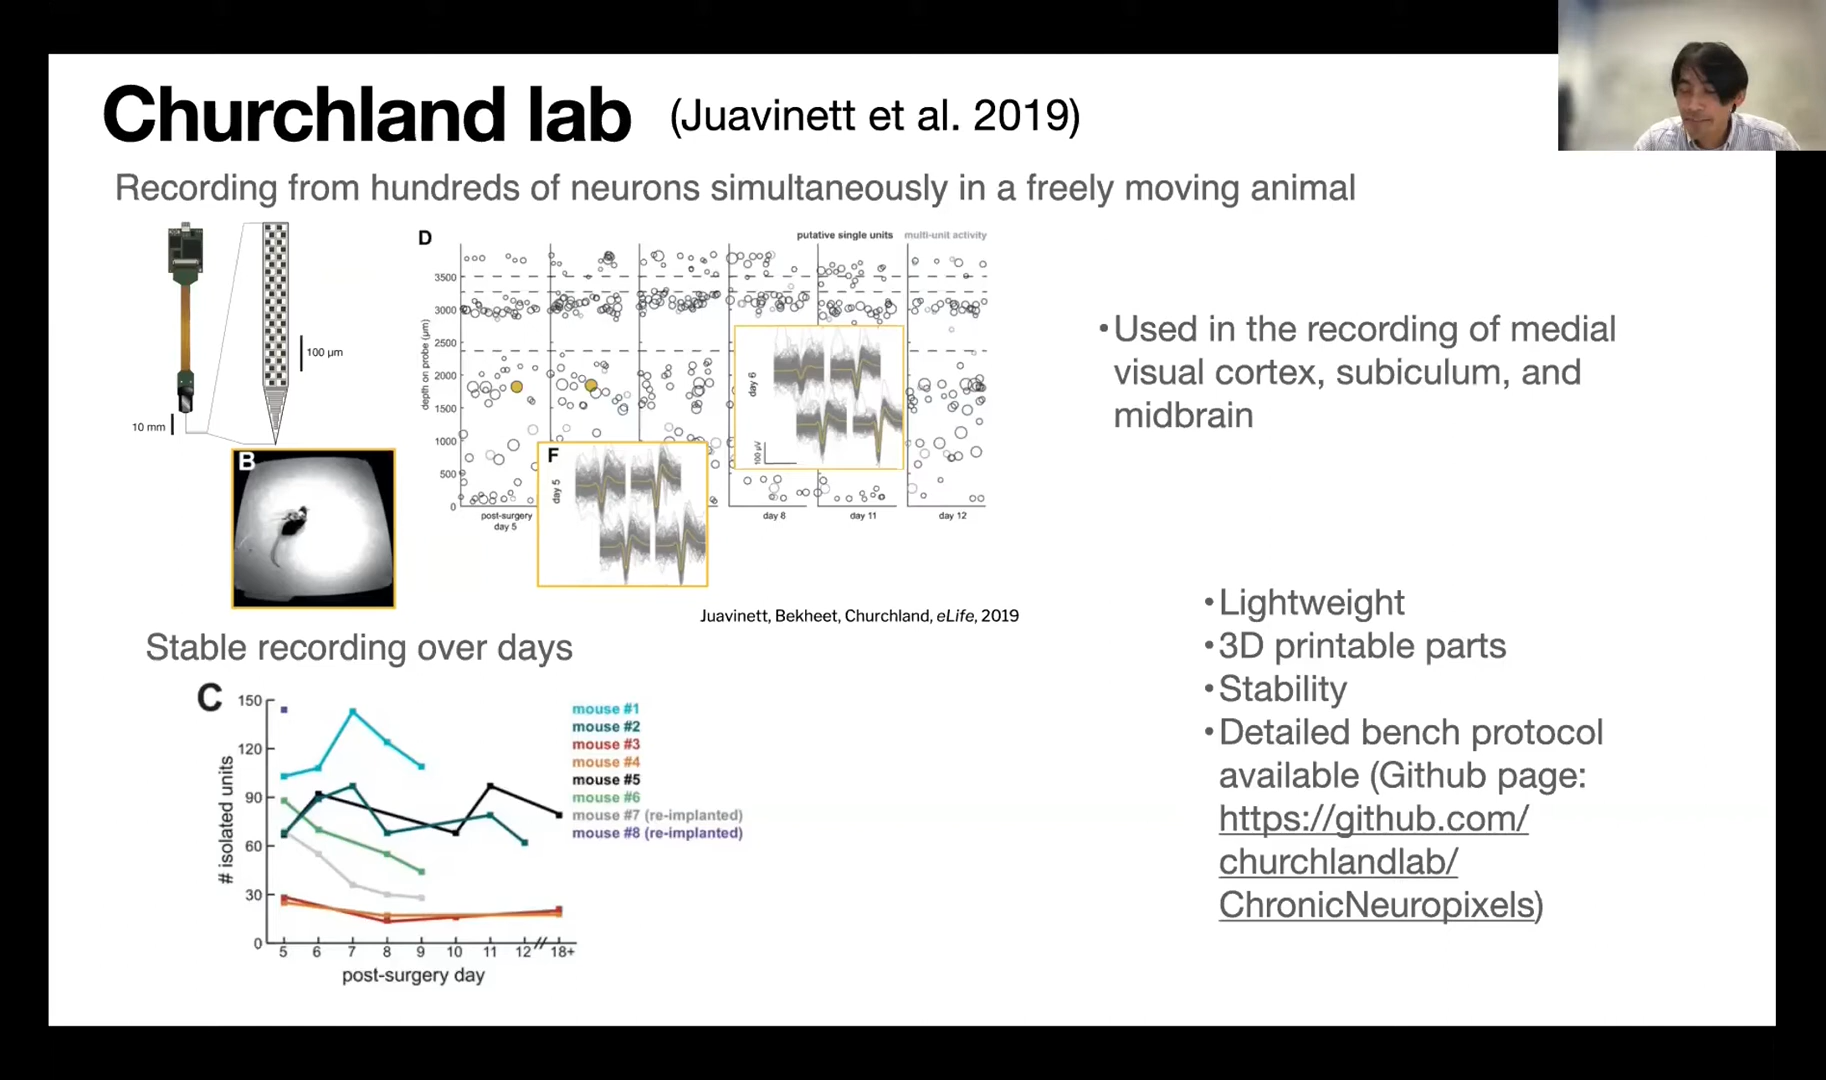 Churchland lab (Juavinett et al. 2019)
Recording from hundreds of neurons simultaneously in a freely moving animal
100 µm
10 mm
B
D
putative single units multi-unit activity
depth on probe (µm)
3500
3000
2500
2000
1500
1000
500
0
post-surgery
day 5
day 8
day 11
day 12
day 6
100 µV
F
day 5
Juavinett, Bekheet, Churchland, eLife, 2019
•Used in the recording of medial
visual cortex, subiculum, and
midbrain
Stable recording over days
C
# isolated units
150
120
90
60
30
0
5 6 7 8 9 10 11 12 18+
post-surgery day
mouse #1
mouse #2
mouse #3
mouse #4
mouse #5
mouse #6
mouse #7 (re-implanted)
mouse #8 (re-implanted)
•Lightweight
•3D printable parts
•Stability
•Detailed bench protocol
available (Github page:
https://github.com/
churchlandlab/
ChronicNeuropixels)